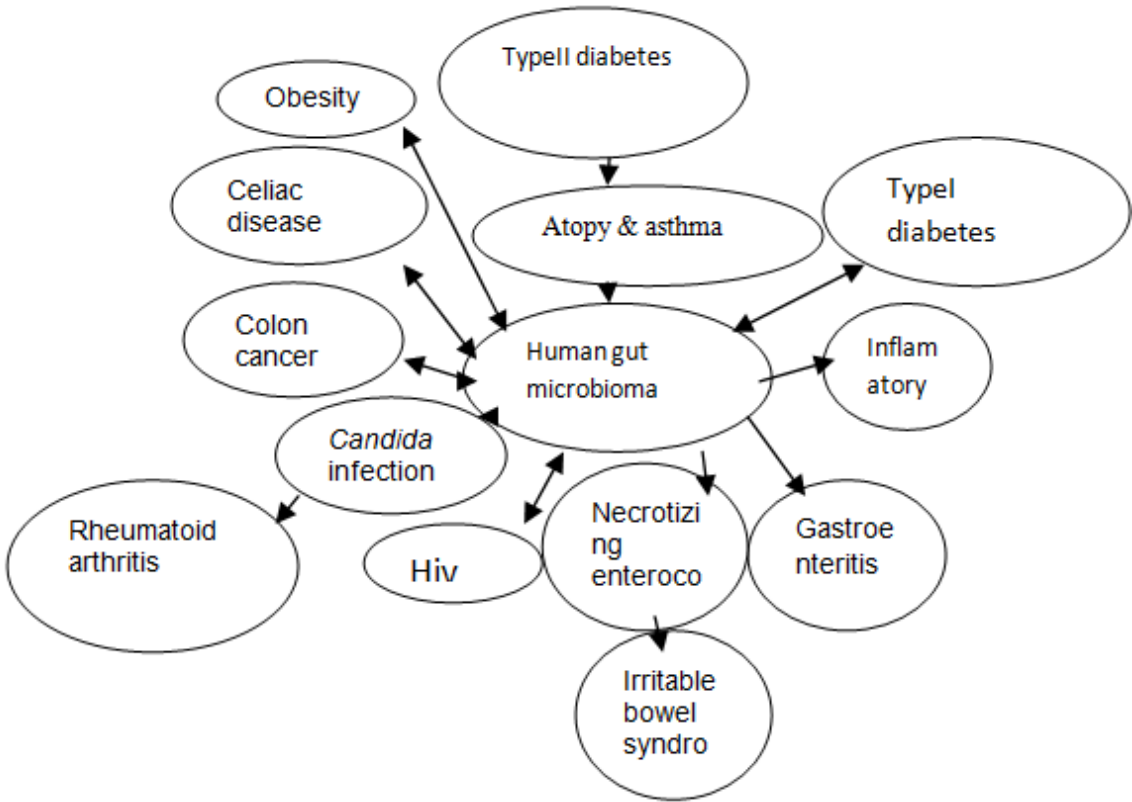 TypeII diabetes
Obesity
Celiac
disease
TypeI
diabetes
Atopy & asthma
Colon
cancer
Human gut
microbioma
Inflam
atory
Candida
infection
Rheumatoid
arthritis
Hiv
Necrotizi
ng
enteroco
Gastroe
nteritis
Irritable
bowel
syndro